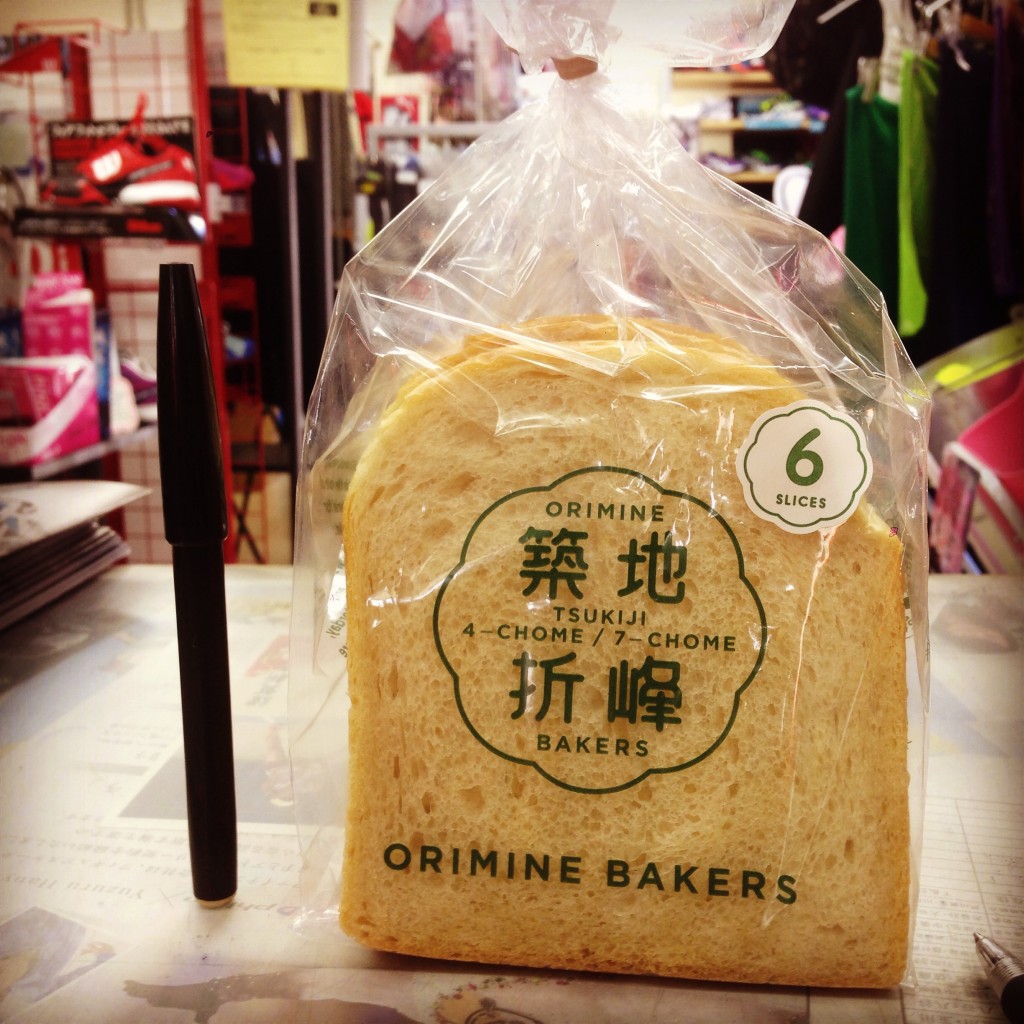 6
SLICES
ORIMINE
築地
TSUKIJI
4-CHOME / 7-CHOME
折峰
BAKERS
ORIMINE BAKERS